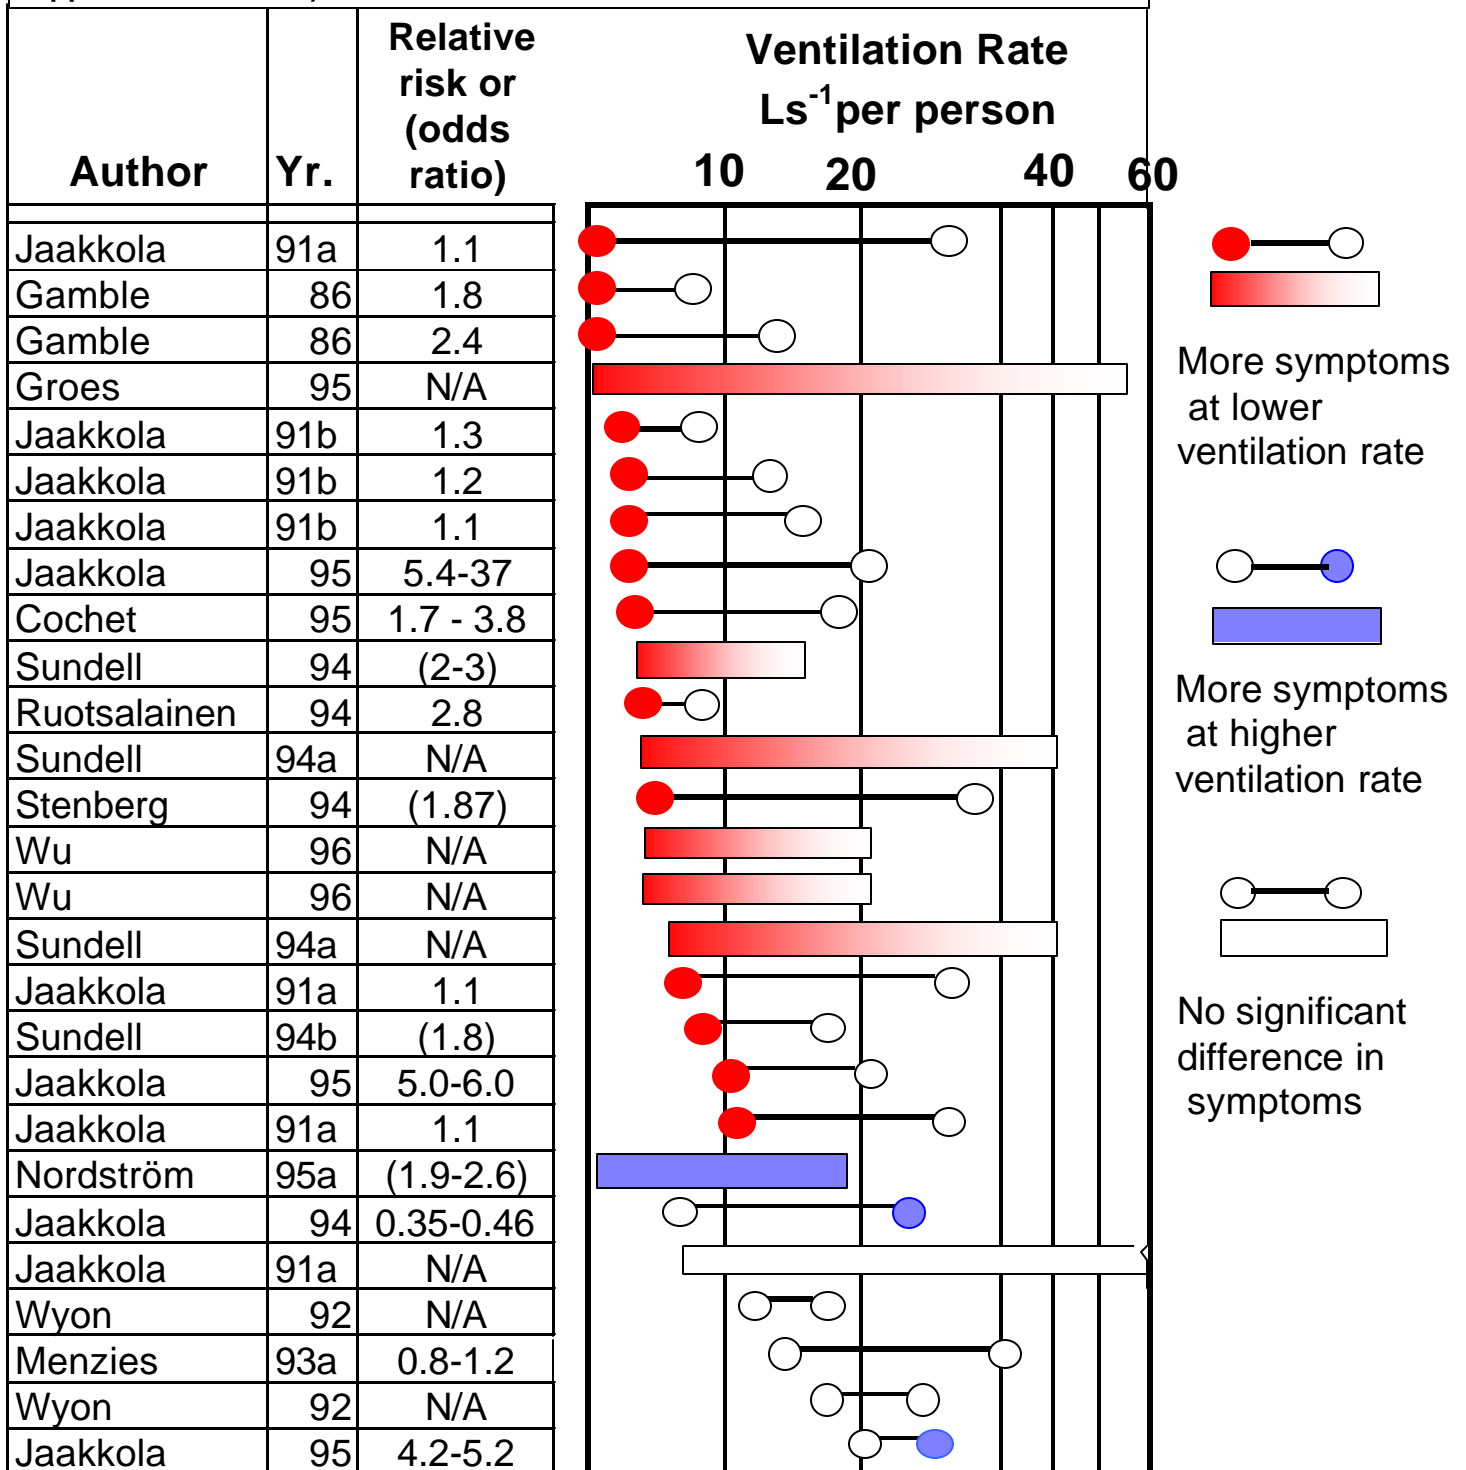 Relative
risk or
(odds
ratio)
Author Yr.
Ventilation Rate
Ls-1per person
10 20 40 60
Jaakkola 91a 1.1
Gamble 86 1.8
Gamble 86 2.4
Groes 95 N/A
Jaakkola 91b 1.3
Jaakkola 91b 1.2
Jaakkola 91b 1.1
Jaakkola 95 5.4-37
Cochet 95 1.7 - 3.8
Sundell 94 (2-3)
Ruotsalainen 94 2.8
Sundell 94a N/A
Stenberg 94 (1.87)
Wu 96 N/A
Wu 96 N/A
Sundell 94a N/A
Jaakkola 91a 1.1
Sundell 94b (1.8)
Jaakkola 95 5.0-6.0
Jaakkola 91a 1.1
Nordström 95a (1.9-2.6)
Jaakkola 94 0.35-0.46
Jaakkola 91a N/A
Wyon 92 N/A
Menzies 93a 0.8-1.2
Wyon 92 N/A
Jaakkola 95 4.2-5.2
More symptoms
at lower
ventilation rate
More symptoms
at higher
ventilation rate
No significant
difference in
symptoms